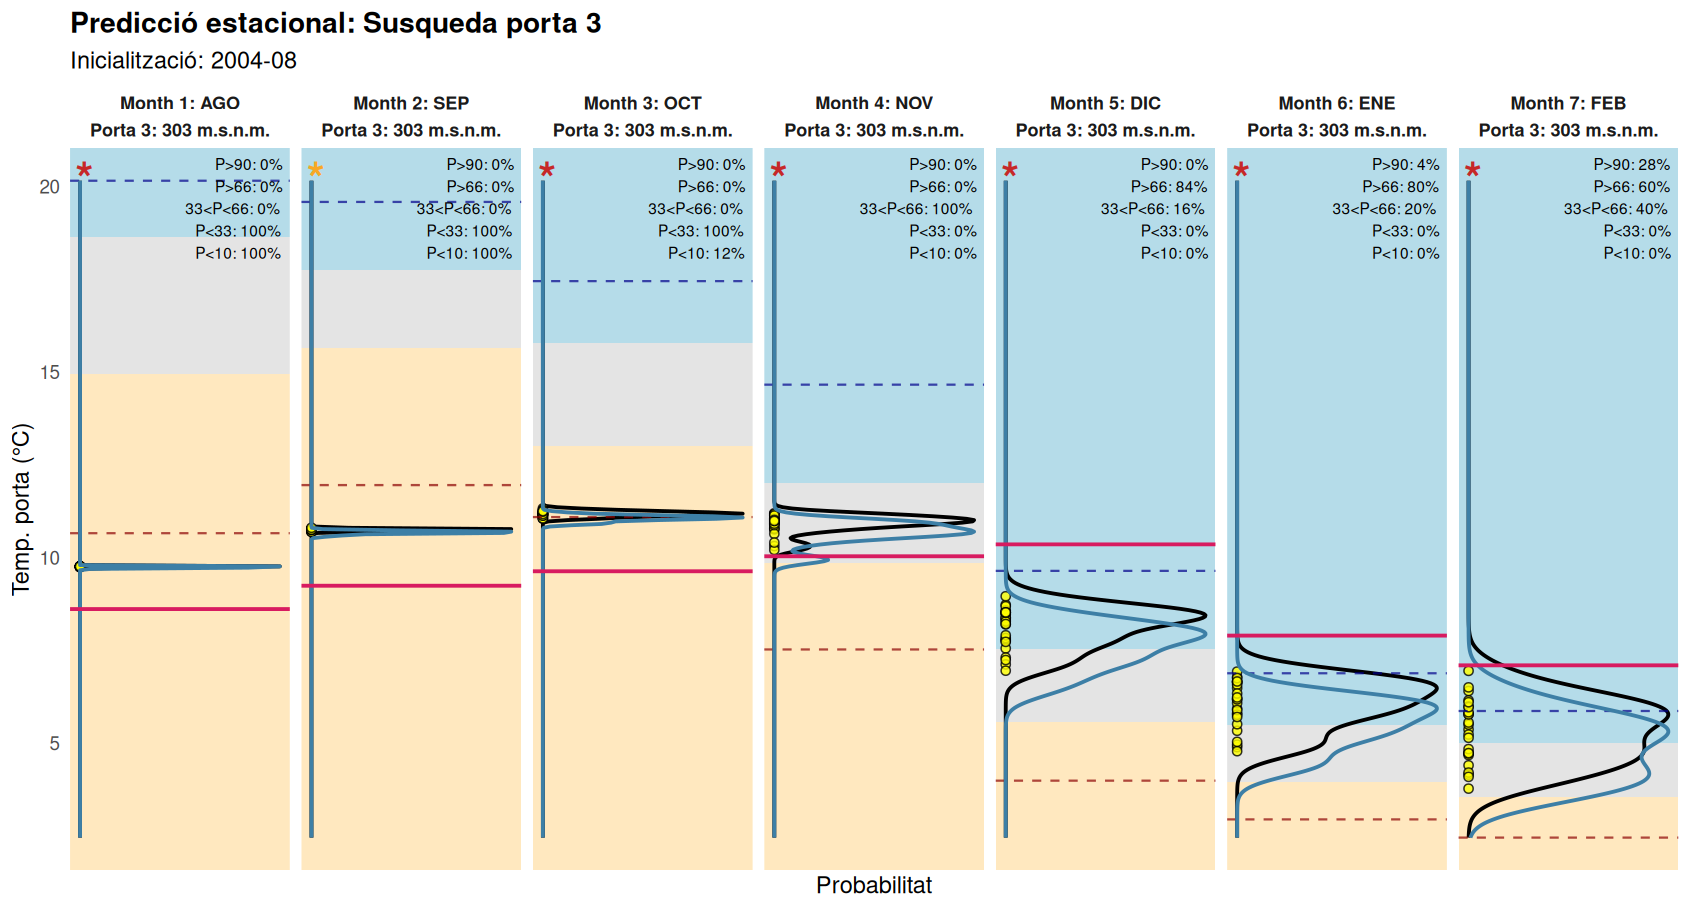 Predicció estacional: Susqueda porta 3
Inicialització: 2004-08
Month 1: AGO
Porta 3: 303 m.s.n.m.
Month 2: SEP
Porta 3: 303 m.s.n.m.
Month 3: OCT
Porta 3: 303 m.s.n.m.
Month 4: NOV
Porta 3: 303 m.s.n.m.
Month 5: DIC
Porta 3: 303 m.s.n.m.
Month 6: ENE
Porta 3: 303 m.s.n.m.
Month 7: FEB
Porta 3: 303 m.s.n.m.
*
P>90: 0%
P>66: 0%
33<P<66: 0%
P<33: 100%
P<10: 100%
*
P>90: 0%
P>66: 0%
33<P<66: 0%
P<33: 100%
P<10: 100%
*
P>90: 0%
P>66: 0%
33<P<66: 0%
P<33: 100%
P<10: 12%
*
P>90: 0%
P>66: 0%
33<P<66: 100%
P<33: 0%
P<10: 0%
*
P>90: 0%
P>66: 84%
33<P<66: 16%
P<33: 0%
P<10: 0%
*
P>90: 4%
P>66: 80%
33<P<66: 20%
P<33: 0%
P<10: 0%
*
P>90: 28%
P>66: 60%
33<P<66: 40%
P<33: 0%
P<10: 0%
20
15
10
5
Temp. porta (°C)
Probabilitat